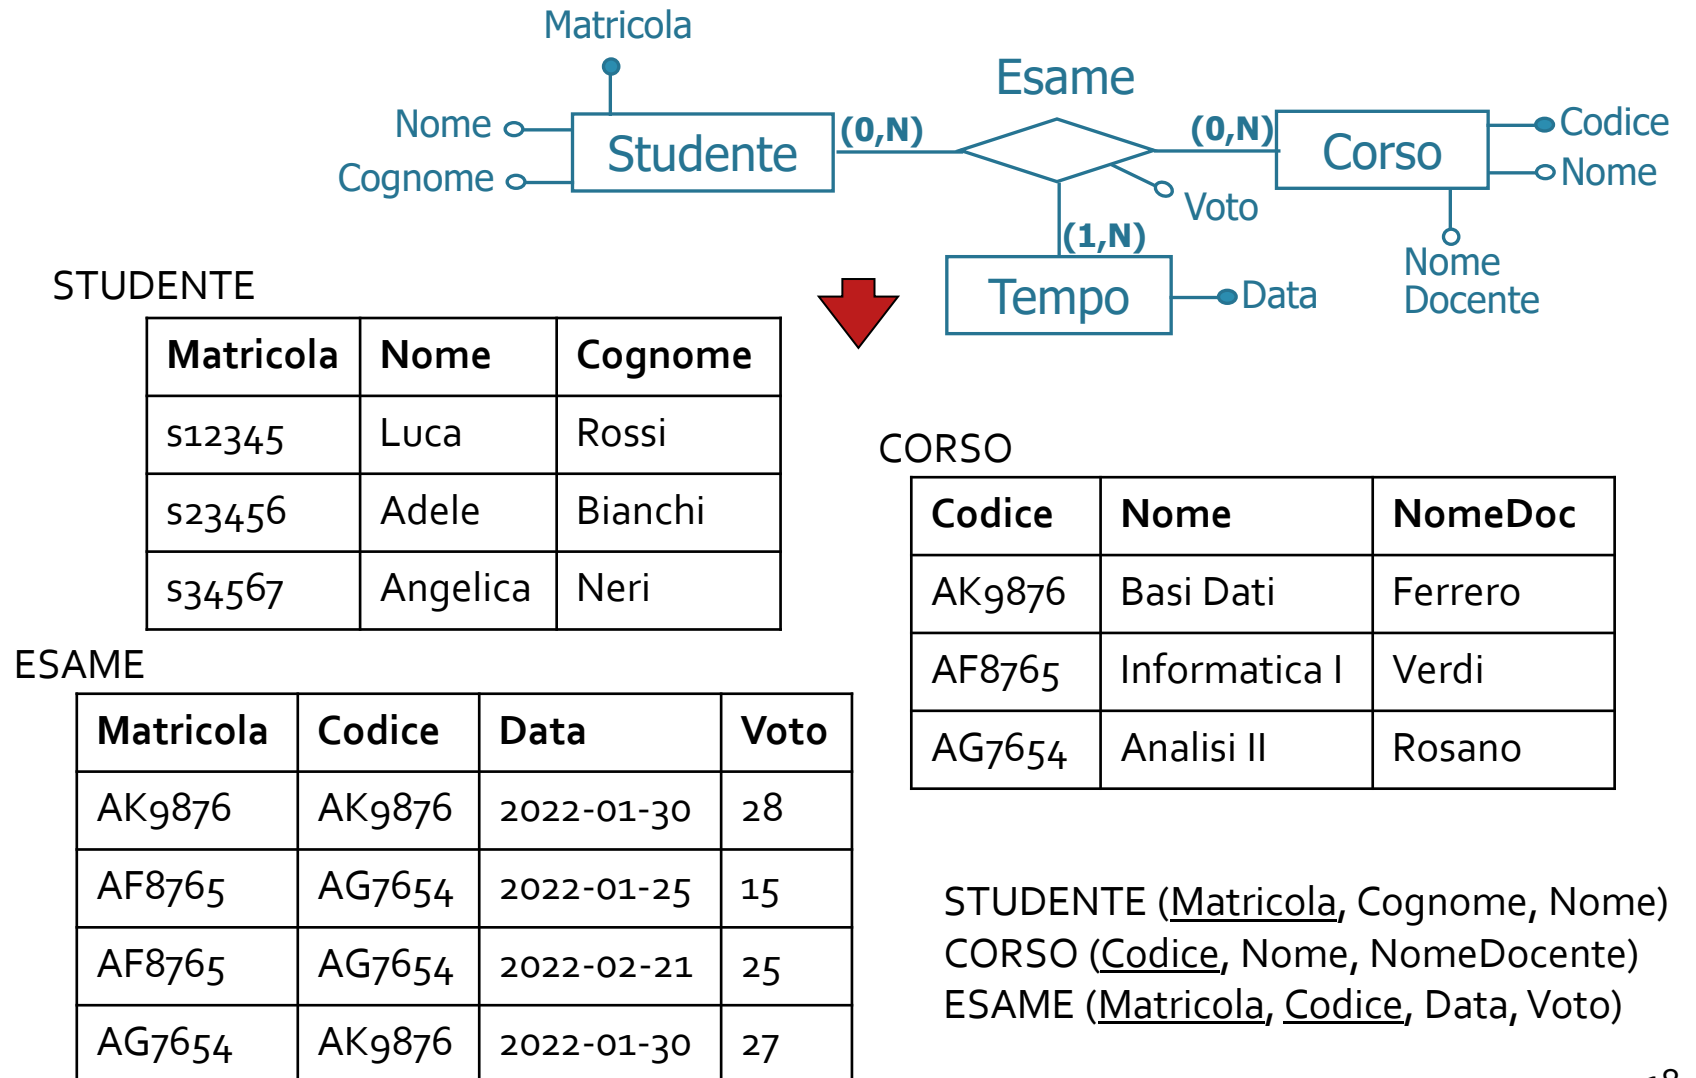 Matricola
Nome
Cognome
Studente
(0,N)
Esame
(0,N)
Corso
Codice
Nome
Nome
Docente
Voto
(1,N)
Tempo
Data
STUDENTE
Matricola Nome Cognome
s12345 Luca Rossi
s23456 Adele Bianchi
s34567 Angelica Neri
CORSO
Codice Nome NomeDoc
AK9876 Basi Dati Ferrero
AF8765 Informatica I Verdi
AG7654 Analisi II Rosano
ESAME
Matricola Codice Data Voto
AK9876 AK9876 2022-01-30 28
AF8765 AG7654 2022-01-25 15
AF8765 AG7654 2022-02-21 25
AG7654 AK9876 2022-01-30 27
STUDENTE (Matricola, Cognome, Nome)
CORSO (Codice, Nome, NomeDocente)
ESAME (Matricola, Codice, Data, Voto)